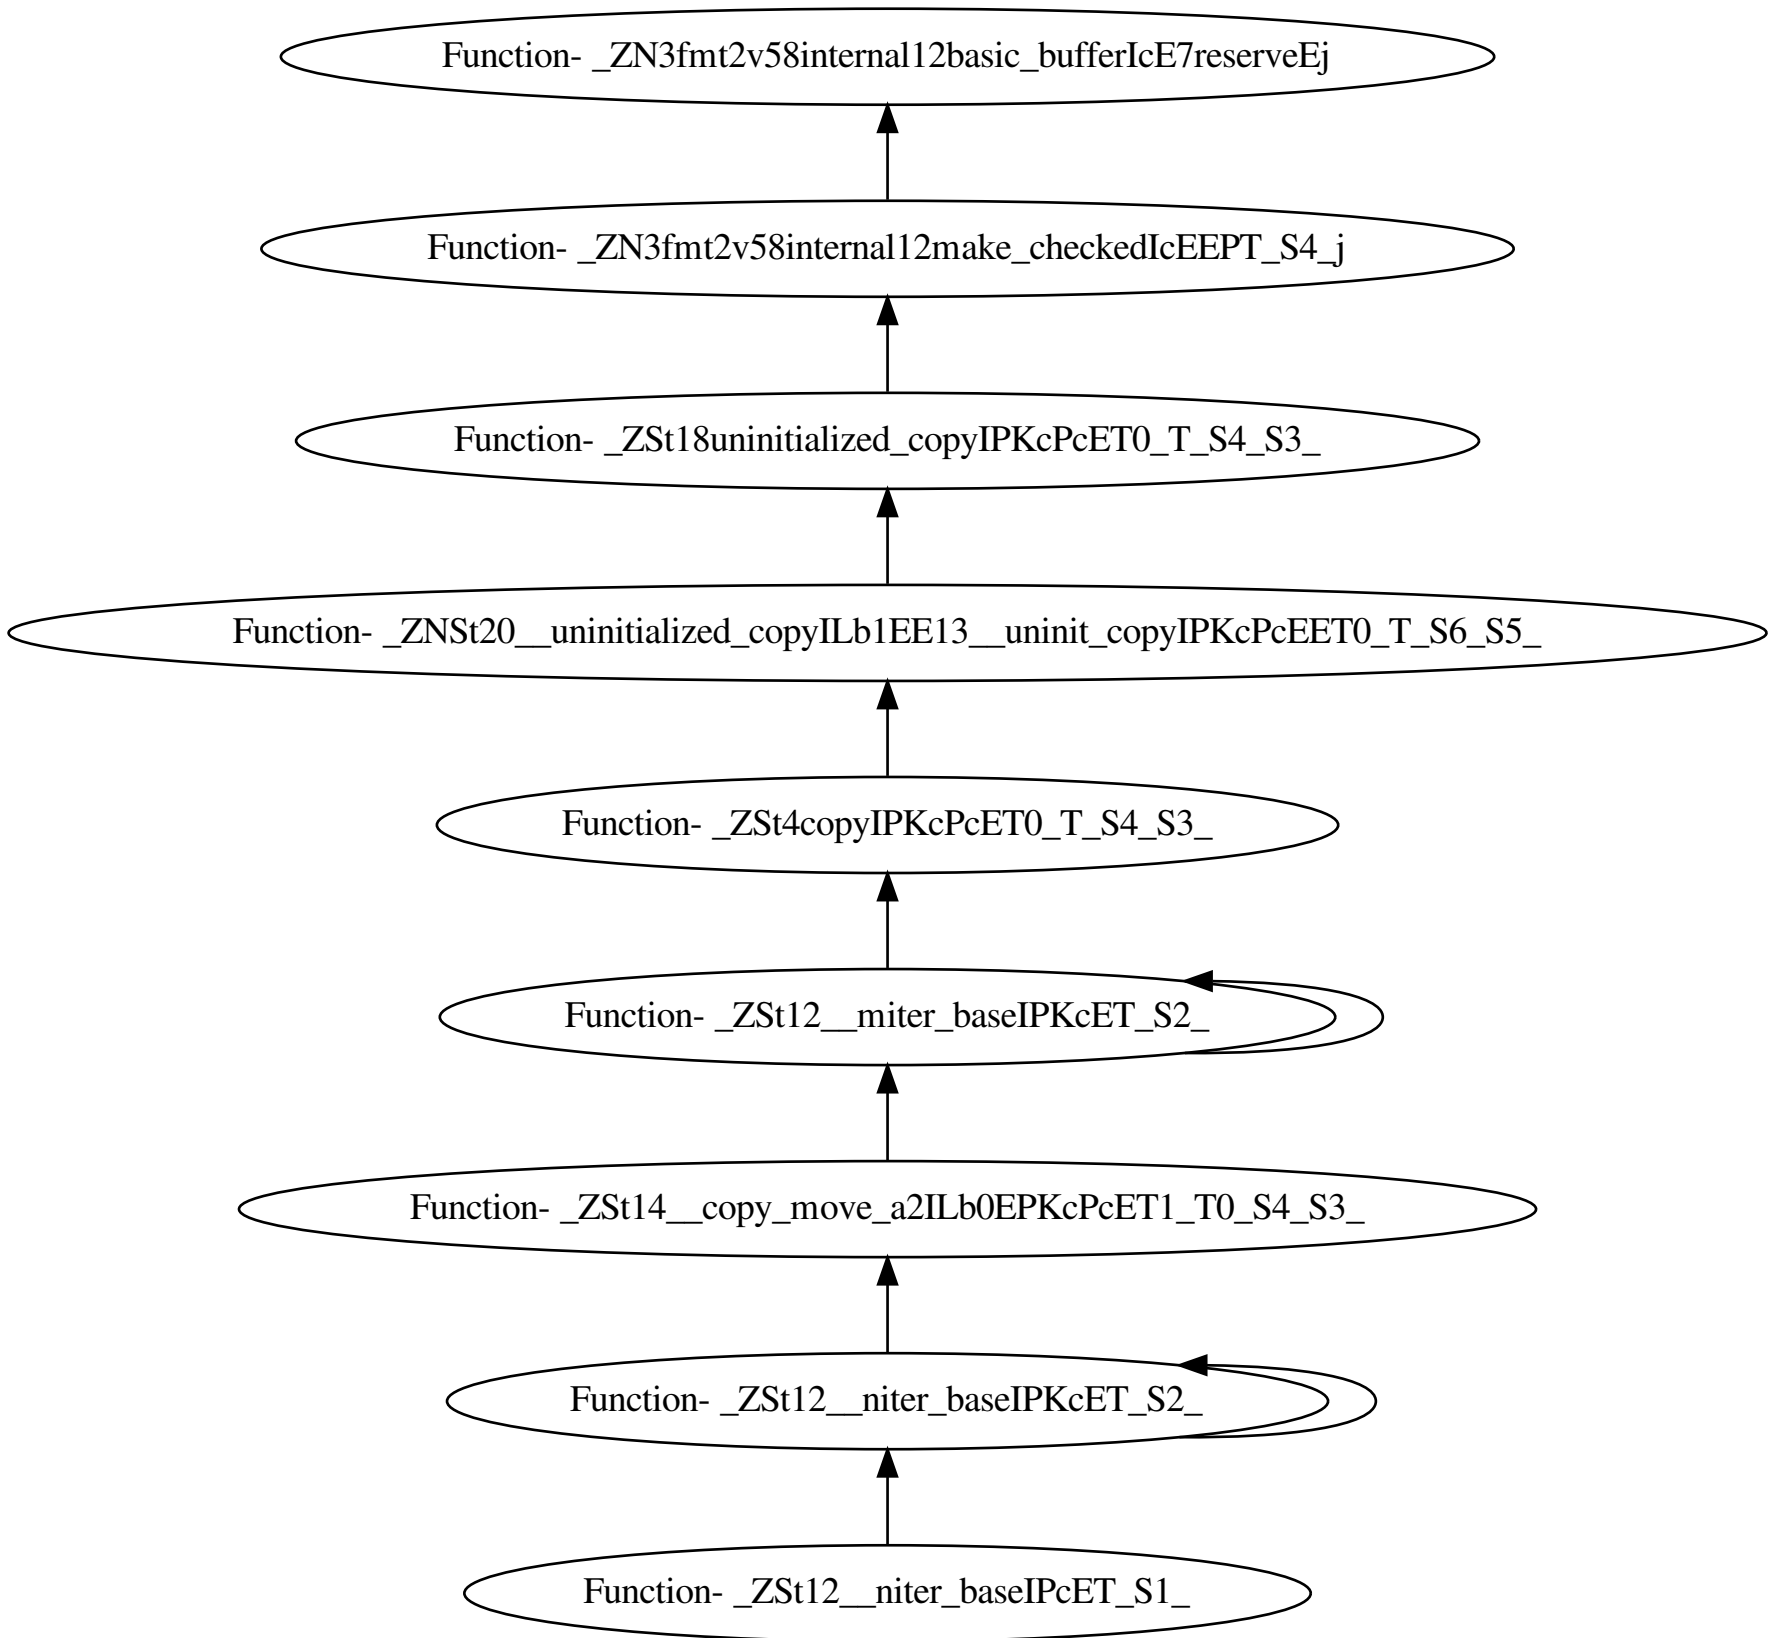 Function- _ZN3fmt2v58internal12basic_bufferIcE7reserveEj
Function- _ZN3fmt2v58internal12make_checkedIcEEPT_S4_j
Function- _ZSt18uninitialized_copyIPKcPcET0_T_S4_S3_
Function- _ZNSt20__uninitialized_copyILb1EE13__uninit_copyIPKcPcEET0_T_S6_S5_
Function- _ZSt4copyIPKcPcET0_T_S4_S3_
Function- _ZSt12__miter_baseIPKcET_S2_
Function- _ZSt14__copy_move_a2ILb0EPKcPcET1_T0_S4_S3_
Function- _ZSt12__niter_baseIPKcET_S2_
Function- _ZSt12__niter_baseIPcET_S1_